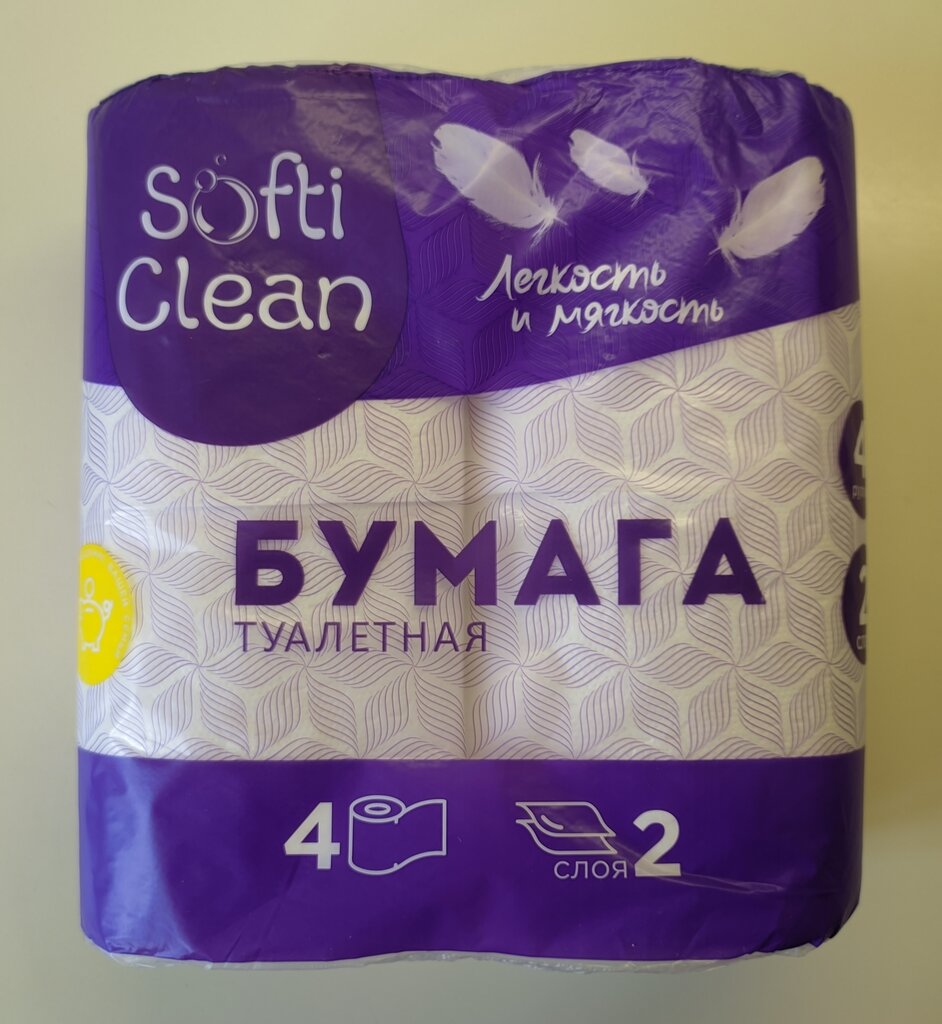 Softi
Clean
Легкость
и мягкость
БУМАГА
ТУАЛЕТНАЯ
4
СЛОЯ 2